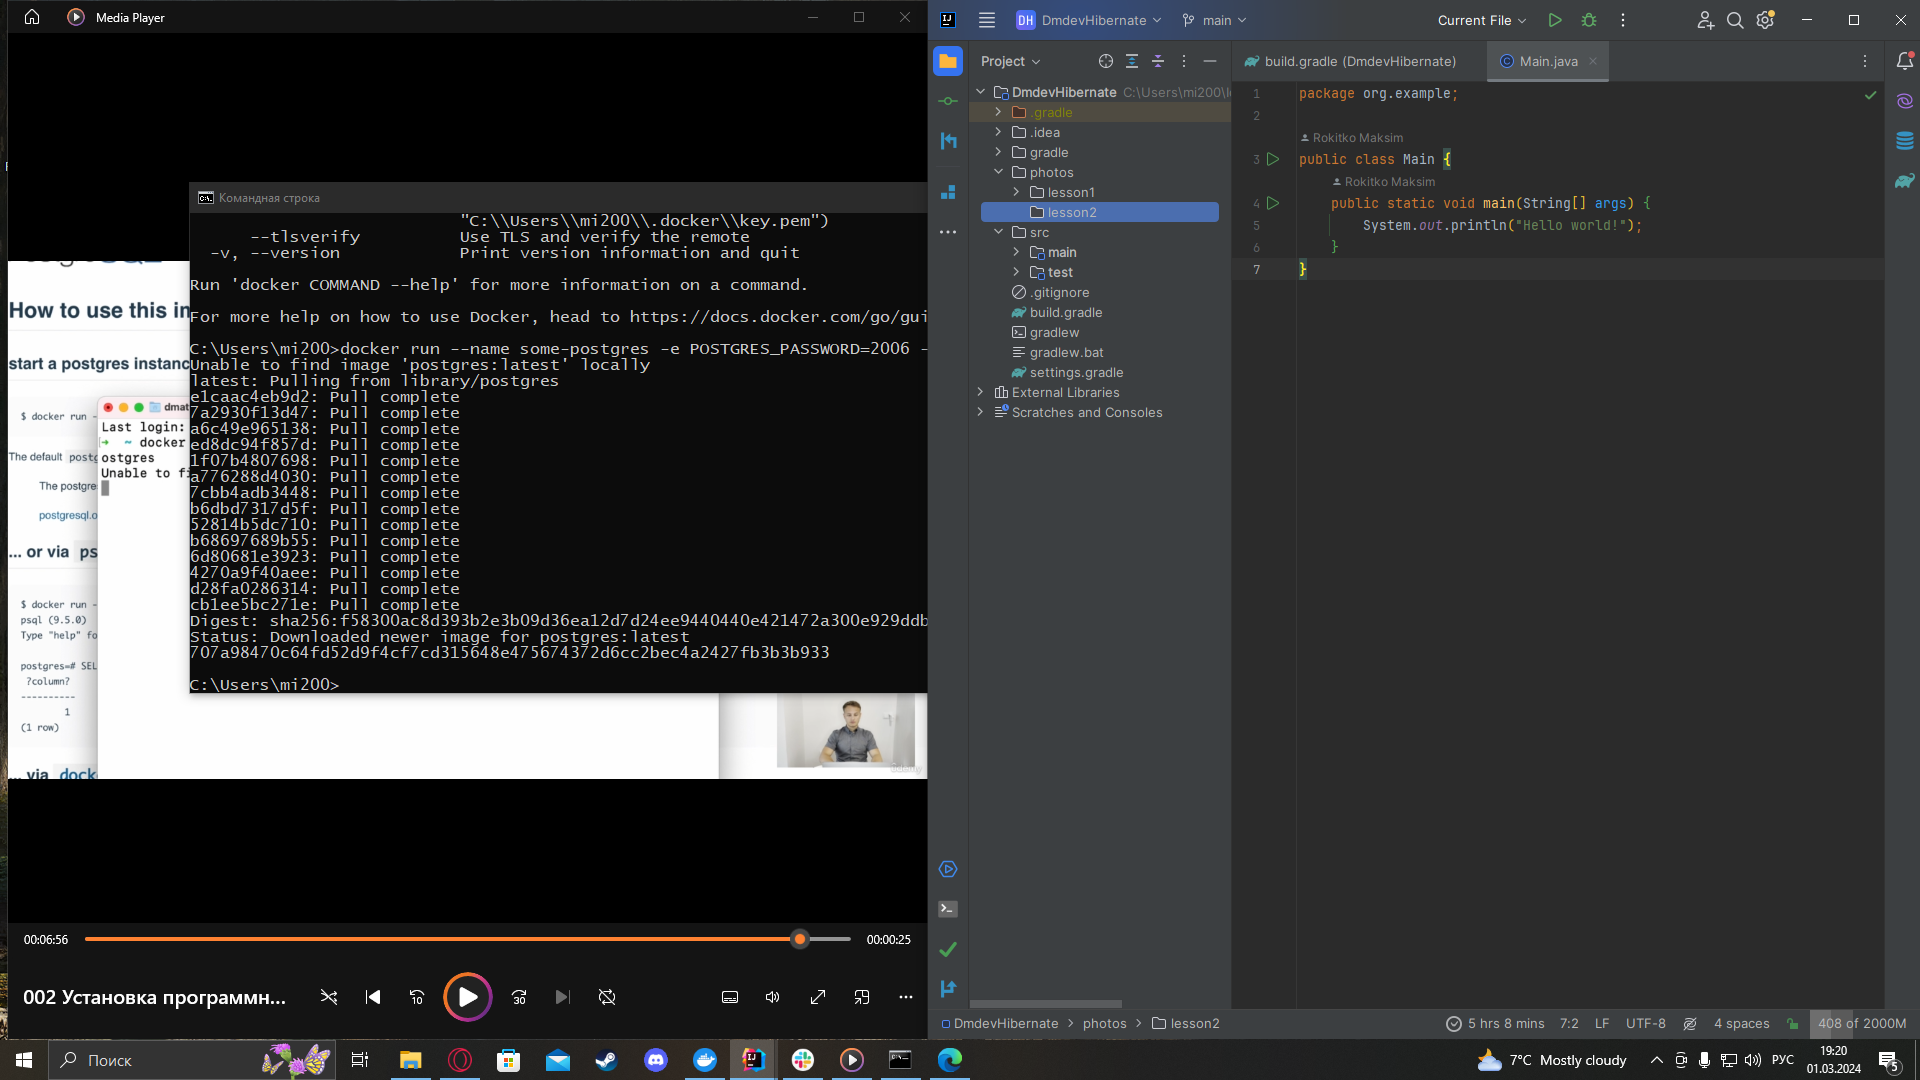 Media Player
Командная строка
"C:\\Users\\mi200\\.docker\\key.pem")
--tlsverify Use TLS and verify the remote
-v, --version Print version information and quit
Run 'docker COMMAND --help' for more information on a command.
For more help on how to use Docker, head to https://docs.docker.com/go/gui
C:\Users\mi200>docker run --name some-postgres -e POSTGRES_PASSWORD=2006 -
Unable to find image 'postgres:latest' locally
latest: Pulling from library/postgres
e1caac4eb9d2: Pull complete
7a2930f13d47: Pull complete
a6c49e965138: Pull complete
ed8dc94f857d: Pull complete
1f07b4807698: Pull complete
a776288d4030: Pull complete
7cbb4adb3448: Pull complete
b6dbd7317d5f: Pull complete
52814b5dc710: Pull complete
b68697689b55: Pull complete
6d80681e3923: Pull complete
4270a9f40aee: Pull complete
d28fa0286314: Pull complete
cb1ee5bc271e: Pull complete
Digest: sha256:f58300ac8d393b2e3b09d36ea12d7d24ee9440440e421472a300e929ddb
Status: Downloaded newer image for postgres:latest
707a98470c64fd52d9f4cf7cd315648e475674372d6cc2bec4a2427fb3b3b933
C:\Users\mi200>
How to use this in
start a postgres instanc
$ docker run -
dmat
Last login:
→ ~ docker
ostgres
Unable to fi
The default postg
The postgre
postgresql.o
... or via ps
$ docker run -
psql (9.5.0)
Type "help" fo
postgres=# SEL
?column?
----------
1
(1 row)
... via dock
00:06:56
00:00:25
002 Установка программн...
10
30
DH DmdevHibernate
main
Current File
Project
DmdevHibernate C:\Users\mi200\I
.gradle
.idea
gradle
photos
lesson1
lesson2
src
main
test
.gitignore
build.gradle
gradlew
gradlew.bat
settings.gradle
External Libraries
Scratches and Consoles
build.gradle (DmdevHibernate)
Main.java
1 package org.example;
2
Rokitko Maksim
3 public class Main {
Rokitko Maksim
4 public static void main(String[] args) {
5 System.out.println("Hello world!");
6 }
7 }
DmdevHibernate > photos > lesson2
5 hrs 8 mins
7:2
LF
UTF-8
4 spaces
408 of 2000M
Поиск
7°C Mostly cloudy
РУС
19:20
01.03.2024
5